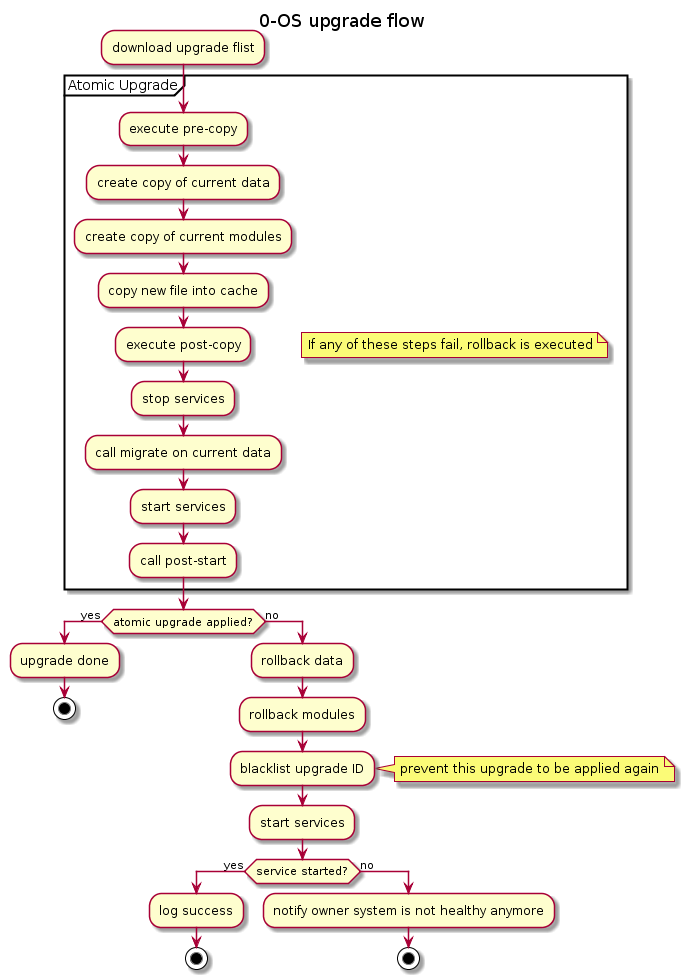 0-OS upgrade flow
download upgrade flist
Atomic Upgrade
execute pre-copy
create copy of current data
create copy of current modules
copy new file into cache
execute post-copy
If any of these steps fail, rollback is executed
stop services
call migrate on current data
start services
call post-start
yes
atomic upgrade applied?
no
upgrade done
rollback data
rollback modules
blacklist upgrade ID
prevent this upgrade to be applied again
start services
yes
service started?
no
log success
notify owner system is not healthy anymore